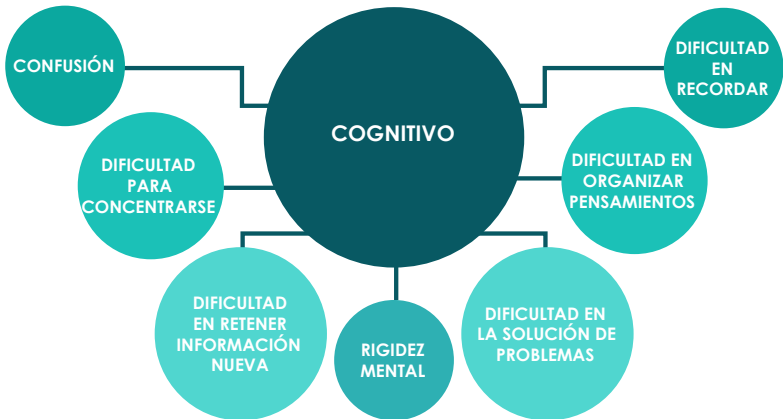 COGNITIVO
CONFUSIÓN
DIFICULTAD
PARA
CONCENTRARSE
DIFICULTAD
EN RETENER
INFORMACIÓN
NUEVA
RIGIDEZ
MENTAL
DIFICULTAD EN
LA SOLUCIÓN DE
PROBLEMAS
DIFICULTAD EN
ORGANIZAR
PENSAMIENTOS
DIFICULTAD
EN
RECORDAR